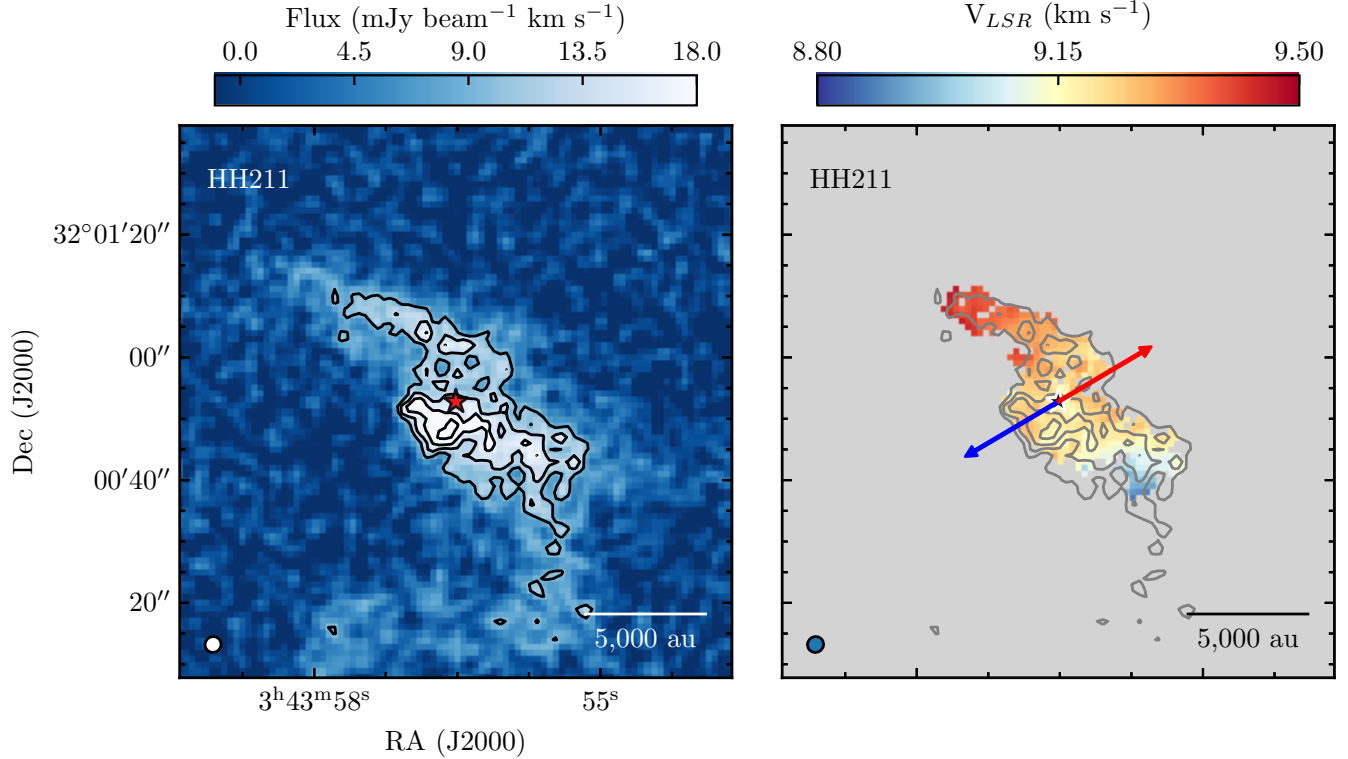 Flux (mJy beam⁻¹ km s⁻¹)
0.0 4.5 9.0 13.5 18.0
V_LSR (km s⁻¹)
8.80 9.15 9.50
HH211
HH211
32°01′20″
00″
00′40″
20″
Dec (J2000)
5,000 au
5,000 au
3ʰ43ᵐ58ˢ 55ˢ
RA (J2000)